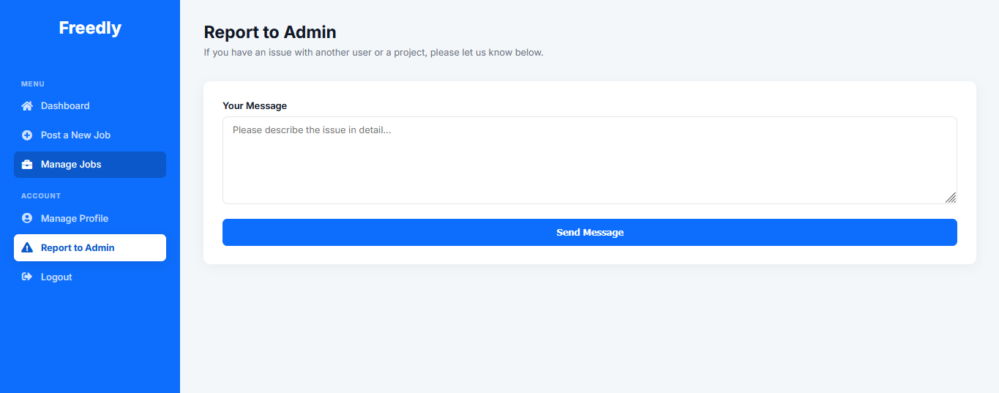 Freedly
MENU
Dashboard
Post a New Job
Manage Jobs
ACCOUNT
Manage Profile
Report to Admin
Logout
Report to Admin
If you have an issue with another user or a project, please let us know below.
Your Message
Please describe the issue in detail...
Send Message